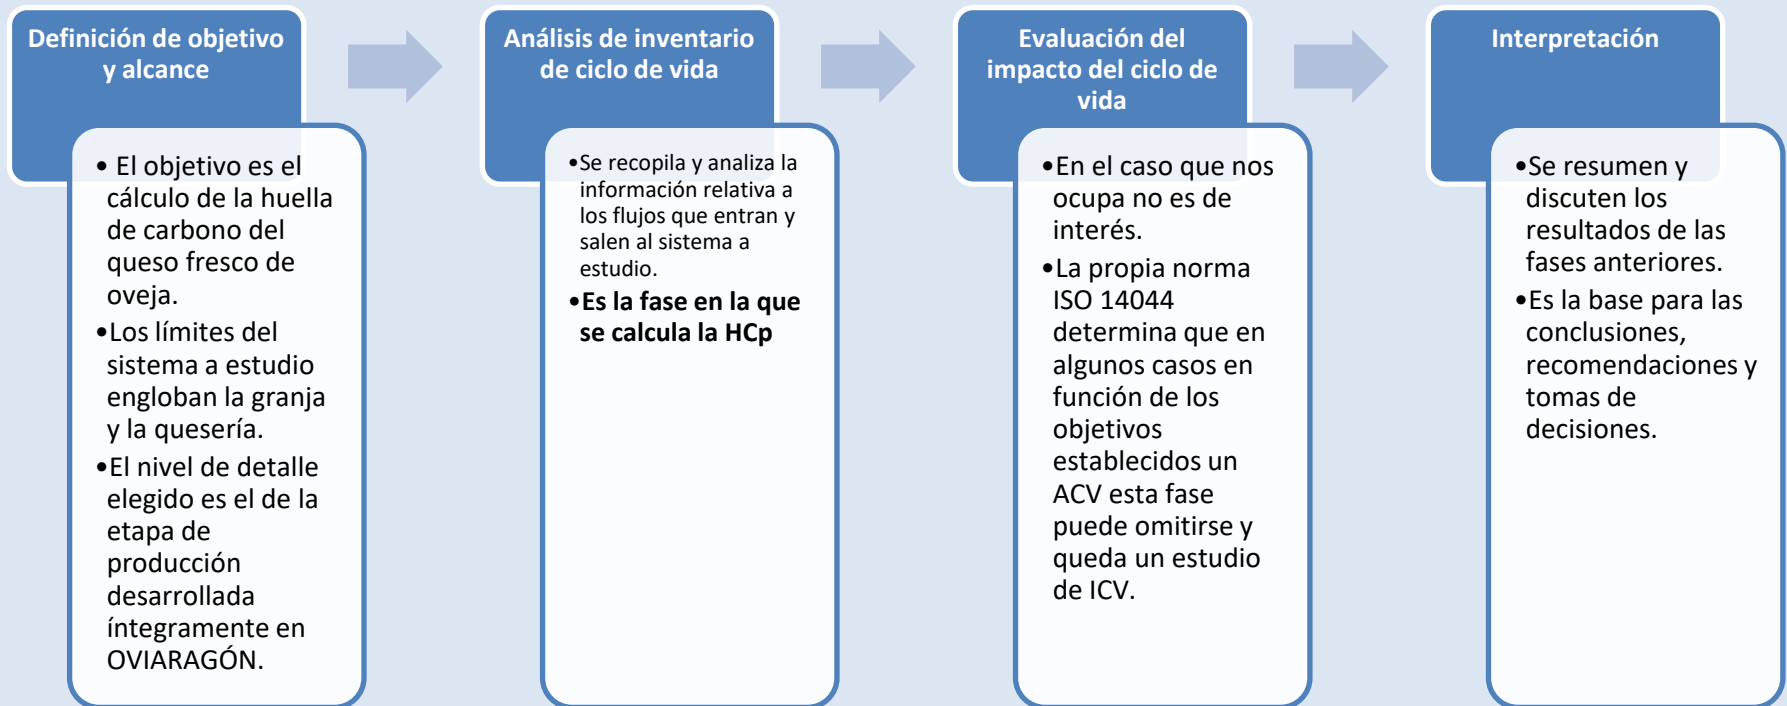 Definición de objetivo
y alcance
• El objetivo es el
cálculo de la huella
de carbono del
queso fresco de
oveja.
•Los límites del
sistema a estudio
engloban la granja
y la quesería.
•El nivel de detalle
elegido es el de la
etapa de
producción
desarrollada
íntegramente en
OVIARAGÓN.
Análisis de inventario
de ciclo de vida
•Se recopila y analiza la
información relativa a
los flujos que entran y
salen al sistema a
estudio.
•Es la fase en la que
se calcula la HCp
Evaluación del
impacto del ciclo de
vida
•En el caso que nos
ocupa no es de
interés.
•La propia norma
ISO 14044
determina que en
algunos casos en
función de los
objetivos
establecidos un
ACV esta fase
puede omitirse y
queda un estudio
de ICV.
Interpretación
•Se resumen y
discuten los
resultados de las
fases anteriores.
•Es la base para las
conclusiones,
recomendaciones y
tomas de
decisiones.